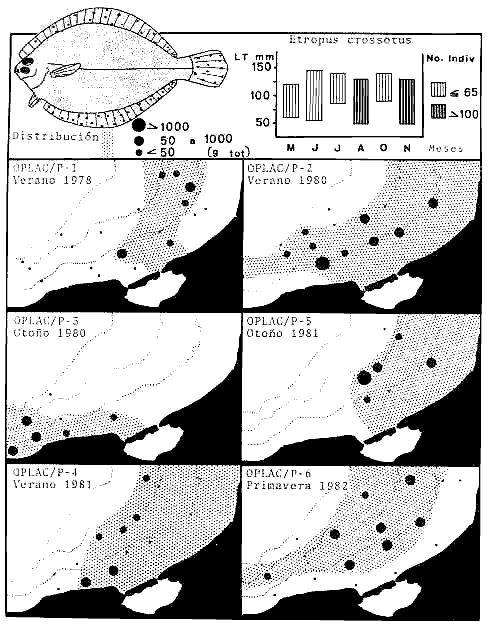 Etropus crossotus
LT mm
No. Indiv
150
100
50
≤ 65
>100
M J J A O N
Meses
Distribución
>1000
50 a 1000
≤ 50 (g tot)
OPLAC/P-1
Verano 1978
OPLAC/P-2
Verano 1980
OPLAC/P-3
Otoño 1980
OPLAC/P-5
Otoño 1981
OPLAC/P-4
Verano 1981
OPLAC/P-6
Primavera 1982